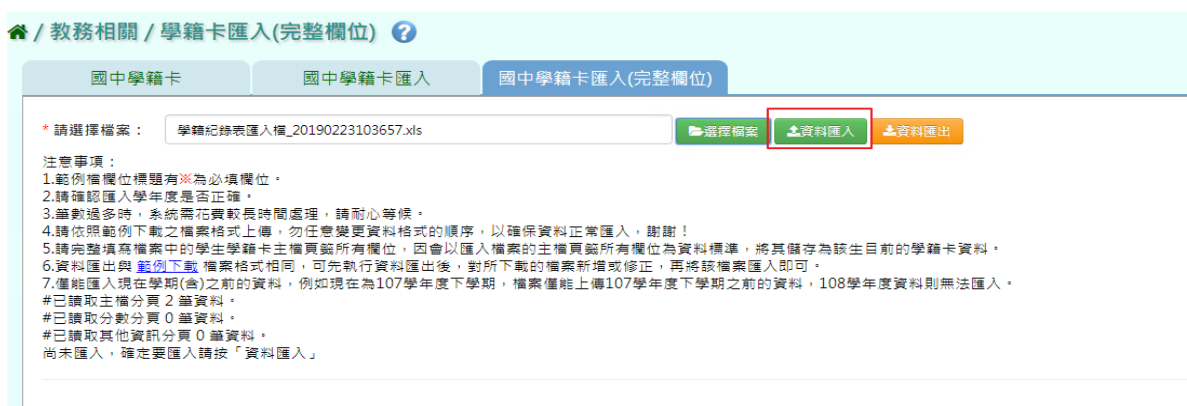 / 教務相關 / 學籍卡匯入(完整欄位) ?
國中學籍卡 國中學籍卡匯入 國中學籍卡匯入(完整欄位)
* 請選擇檔案： 學籍紀錄表匯入檔_20190223103657.xls 選擇檔案 資料匯入 資料匯出
注意事項：
1.範例檔欄位標題有※為必填欄位。
2.請確認匯入學年度是否正確。
3.筆數過多時，系統需花費較長時間處理，請耐心等候。
4.請依照範例下載之檔案格式上傳，勿任意變更資料格式的順序，以確保資料正常匯入，謝謝！
5.請完整填寫檔案中的學生學籍卡主檔頁籤所有欄位，因會以匯入檔案的主檔頁籤所有欄位為資料標準，將其儲存為該生目前的學籍卡資料。
6.資料匯出與 範例下載 檔案格式相同，可先執行資料匯出後，對所下載的檔案新增或修正，再將該檔案匯入即可。
7.僅能匯入現在學期(含)之前的資料，例如現在為107學年度下學期，檔案僅能上傳107學年度下學期之前的資料，108學年度資料則無法匯入。
#已讀取主檔分頁 2 筆資料。
#已讀取分數分頁 0 筆資料。
#已讀取其他資訊分頁 0 筆資料。
尚未匯入，確定要匯入請按「資料匯入」